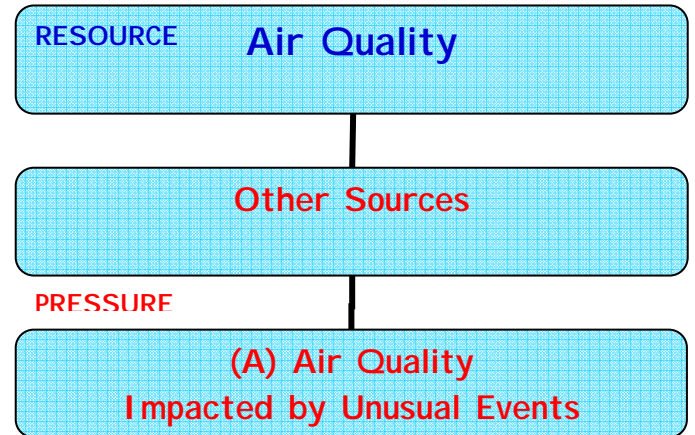 RESOURCE Air Quality
Other Sources
PRESSURE
(A) Air Quality
Impacted by Unusual Events